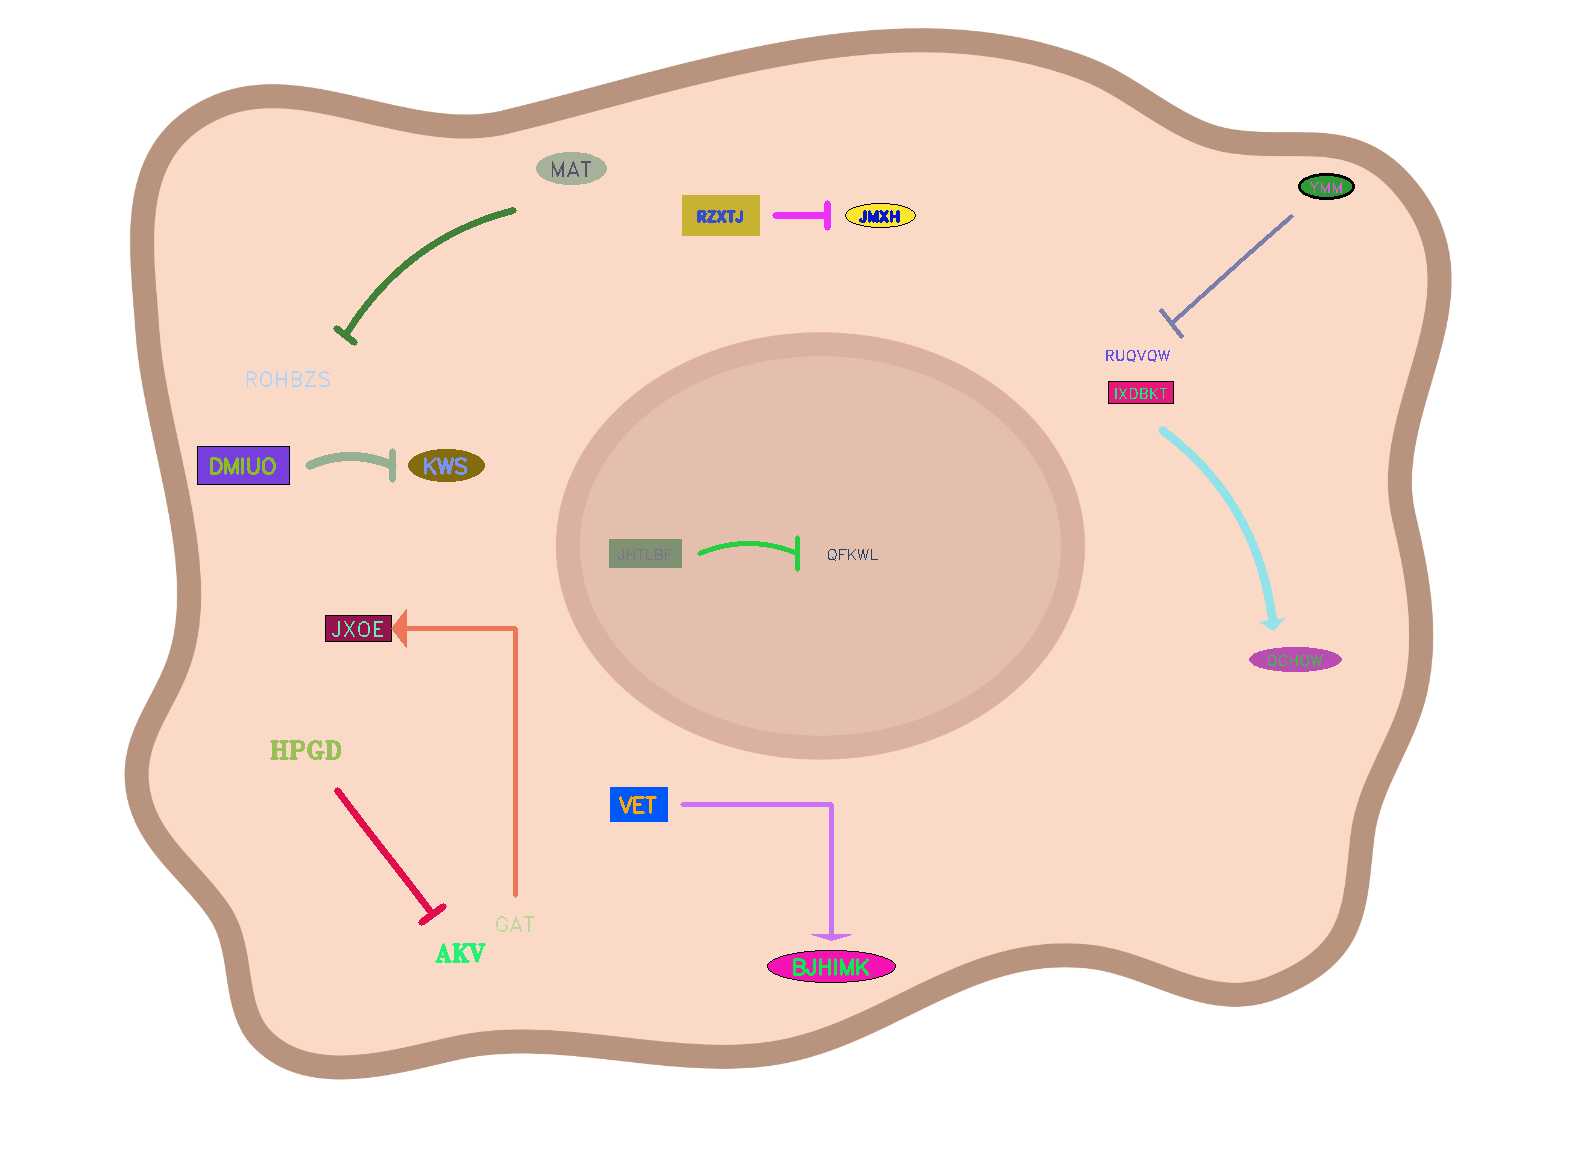 MAT
YMM
RZXTJ
JMXH
RUQVQW
ROHBZS
IXDBKT
DMIUO
KWS
JHTLBF
QFKWL
JXOE
HPGD
VET
GAT
AKV
BJHIMK